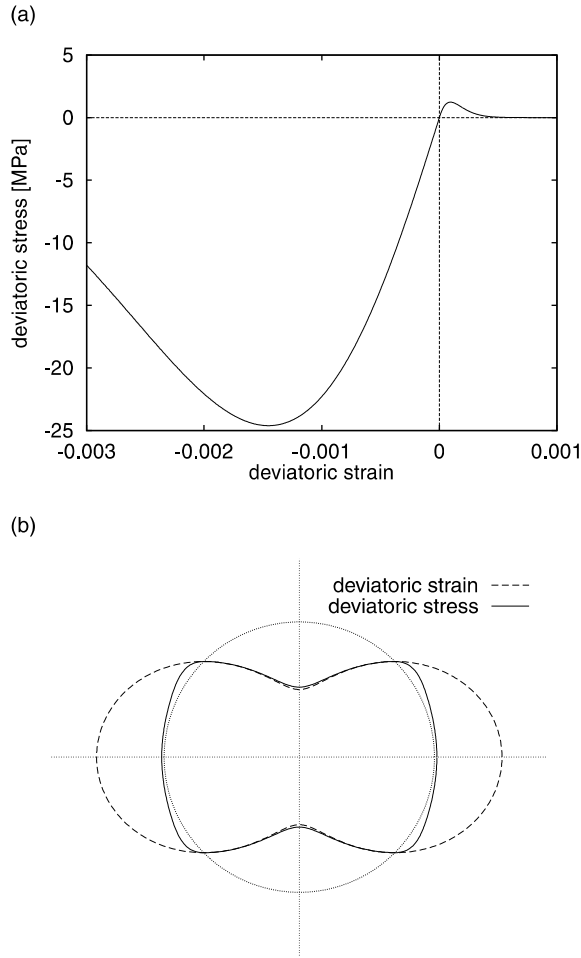 (a)
5
0
-5
-10
-15
-20
-25
deviatoric stress [MPa]
-0.003
-0.002
-0.001
0
0.001
deviatoric strain
(b)
deviatoric strain
deviatoric stress